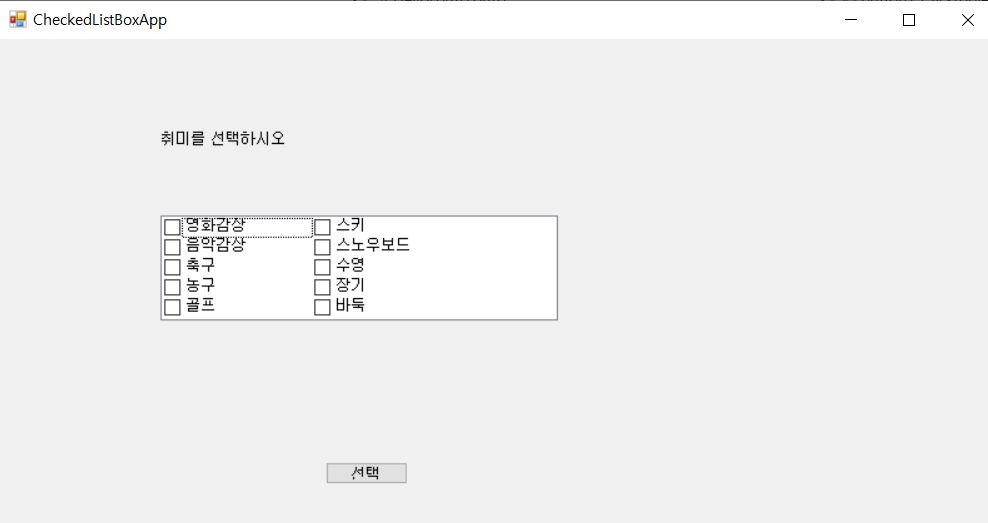 CheckedListBoxApp
취미를 선택하시오
영화감상
음악감상
축구
농구
골프
스키
스노우보드
수영
장기
바둑
선택